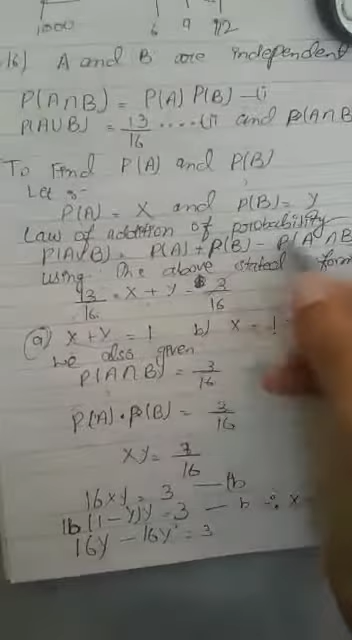 1000 6 9 12
16) A and B are independent
P(A∩B) = P(A) P(B) — (i
P(AUB) = 13/16 .....(ii and P(A∩B
To Find P(A) and P(B)
Let :-
P(A) = x and P(B) = y
Law of addition of probability
P(AUB) = P(A) + P(B) - P(A∩B
using the above stated form
13/16 = x + y - 3/16
(a) x + y = 1 b) x = 1
We also given
P(A∩B) = 3/16
P(A) . P(B) = 3/16
xy = 3/16
16xy = 3 — (b
16(1-y)y = 3 — b ∴ x =
16y - 16y² = 3